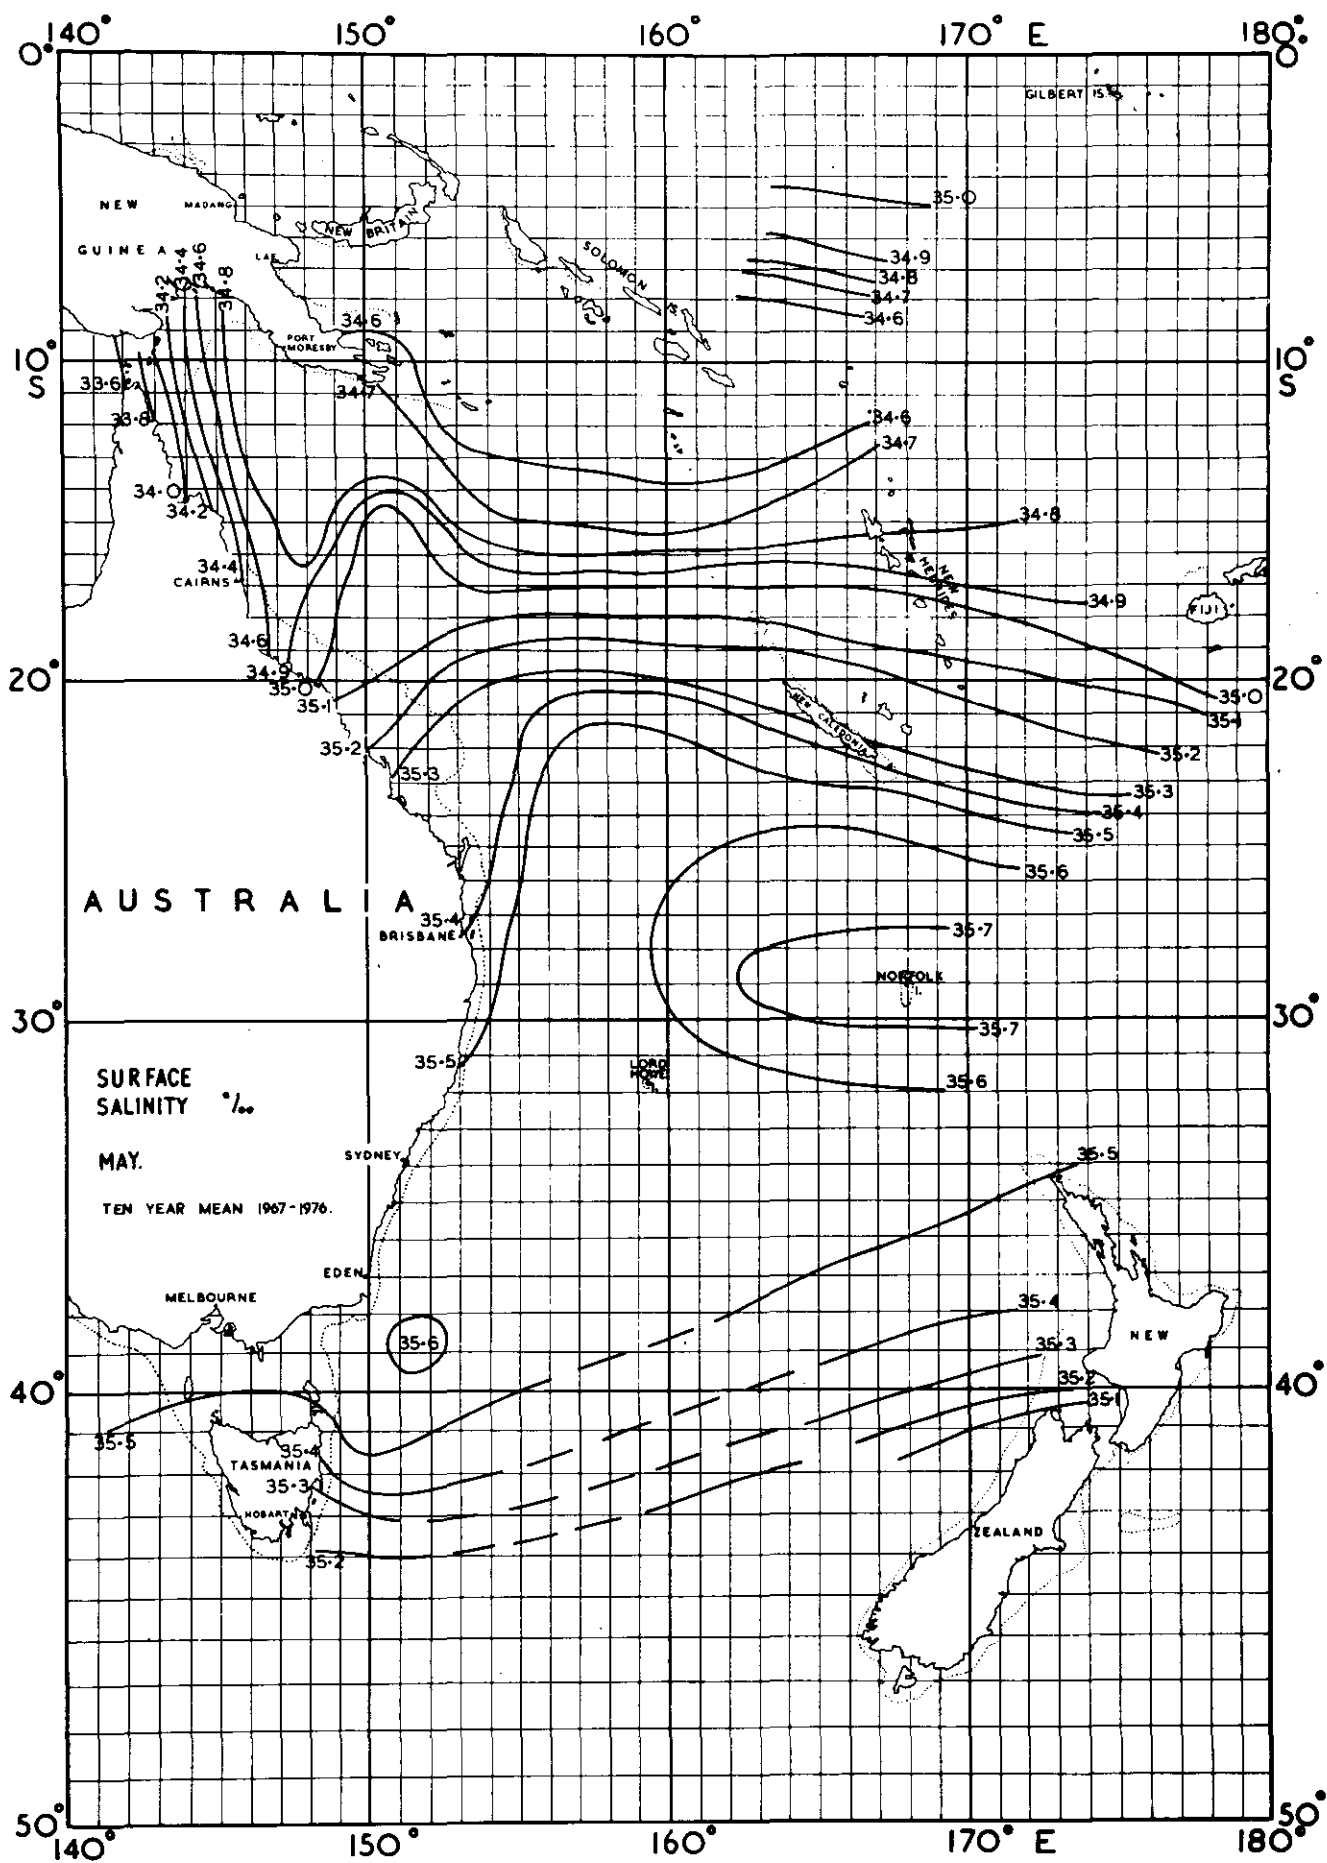 140° 150° 160° 170° E 180°
0° 0°
GILBERT IS.
NEW MADANG 35·0
NEW BRITAIN
GUINEA LAE SOLOMON IS.
34·2 34·4 34·6 34·8
34·9
34·8
34·7
34·6
34·6
PORT MORESBY
10° S 10° S
33·6 34·7
33·8 34·6
34·7
34·0
34·2 34·8
34·4
CAIRNS NEW HEBRIDES
34·9 FIJI
34·6
34·9
20° 35·0 35·0 20°
35·1 NEW CALEDONIA 35·1
35·2 35·2
35·3 35·3
35·4
35·5
35·6
AUSTRALIA
35·4 35·7
BRISBANE
NORFOLK I.
30° 35·7 30°
35·5 LORD HOWE
35·6
SURFACE
SALINITY °/oo
MAY.
TEN YEAR MEAN 1967-1976.
SYDNEY 35·5
EDEN
MELBOURNE 35·4
35·6 35·3 NEW
40° 35·2 40°
35·1
35·5 35·4
TASMANIA
35·3
HOBART ZEALAND
35·2
50° 50°
140° 150° 160° 170° E 180°